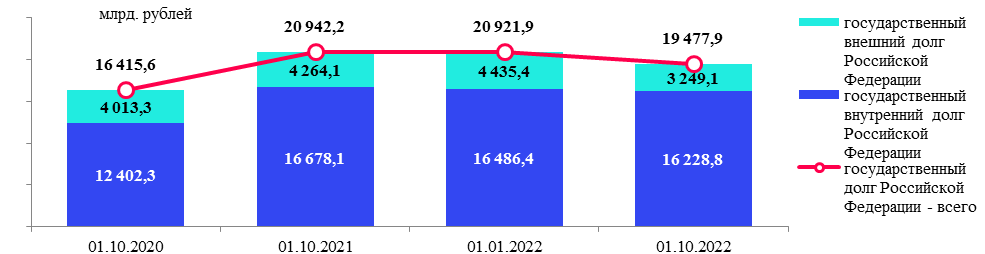 млрд. рублей
20 942,2
20 921,9
19 477,9
16 415,6
4 264,1
4 435,4
3 249,1
4 013,3
16 678,1
16 486,4
16 228,8
12 402,3
01.10.2020
01.10.2021
01.01.2022
01.10.2022
государственный
внешний долг
Российской
Федерации
государственный
внутренний долг
Российской
Федерации
государственный
долг Российской
Федерации - всего